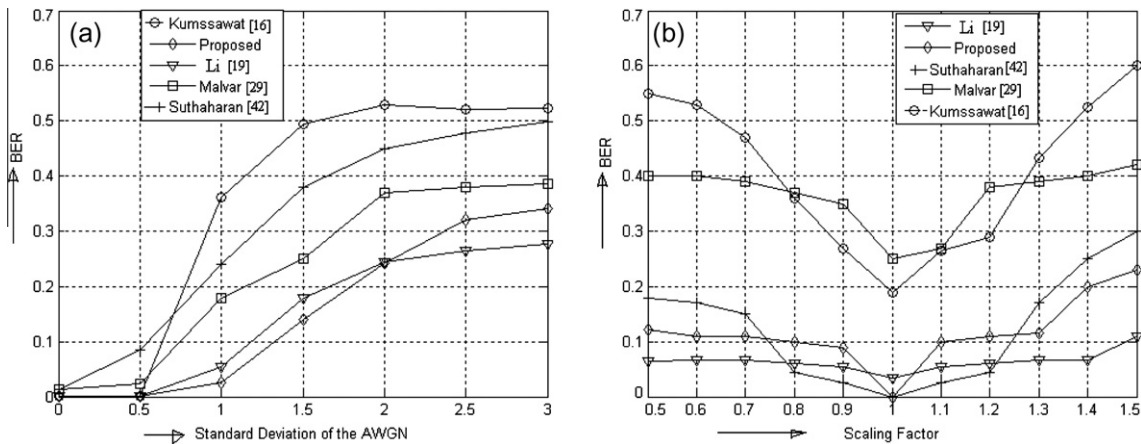 (a)
BER
0.7
0.6
0.5
0.4
0.3
0.2
0.1
0
Kumssawat [16]
Proposed
Li [19]
Malvar [29]
Suthaharan [42]
0 0.5 1 1.5 2 2.5 3
Standard Deviation of the AWGN
(b)
BER
0.7
0.6
0.5
0.4
0.3
0.2
0.1
0
Li [19]
Proposed
Suthaharan [42]
Malvar [29]
Kumssawat [16]
0.5 0.6 0.7 0.8 0.9 1 1.1 1.2 1.3 1.4 1.5
Scaling Factor